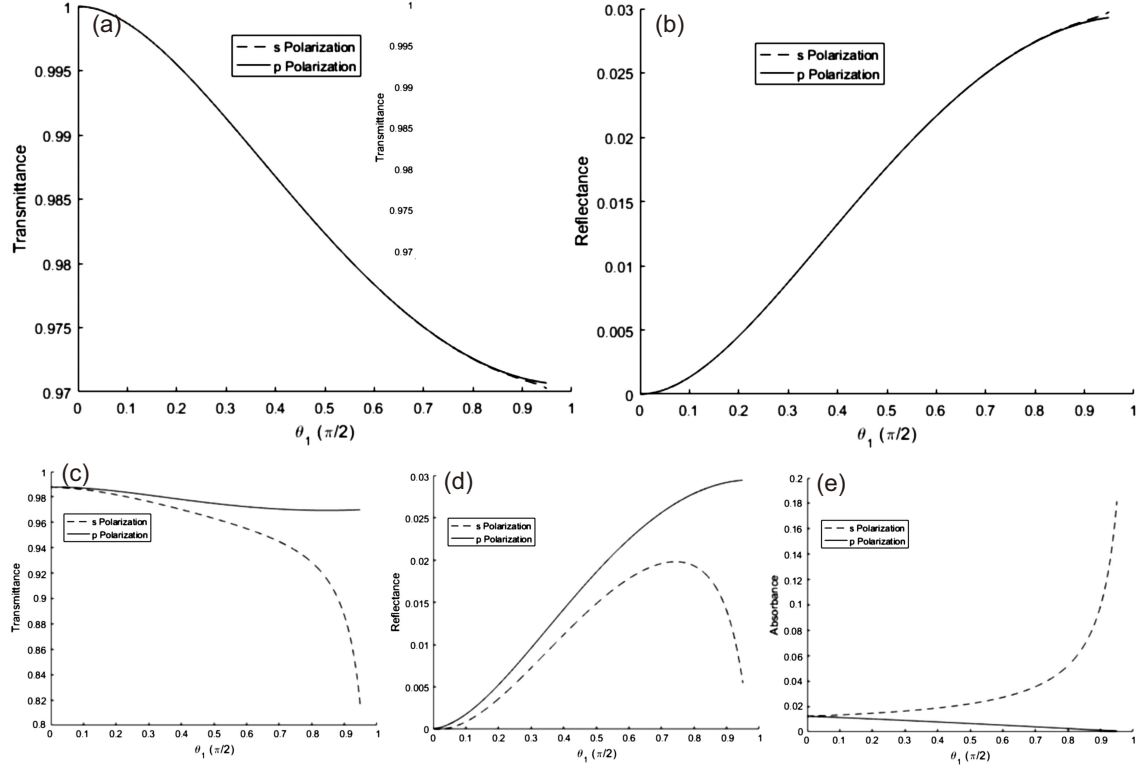 (a)
1
0.995
0.99
0.985
0.98
0.975
0.97
Transmittance
s Polarization
p Polarization
0 0.1 0.2 0.3 0.4 0.5 0.6 0.7 0.8 0.9 1
θ1 (π/2)
1
0.995
0.99
0.985
0.98
0.975
0.97
Transmittance
(b)
0.03
0.025
0.02
0.015
0.01
0.005
0
Reflectance
s Polarization
p Polarization
0 0.1 0.2 0.3 0.4 0.5 0.6 0.7 0.8 0.9 1
θ1 (π/2)
(c)
1
0.98
0.96
0.94
0.92
0.9
0.88
0.86
0.84
0.82
0.8
Transmittance
s Polarization
p Polarization
0 0.1 0.2 0.3 0.4 0.5 0.6 0.7 0.8 0.9 1
θ1 (π/2)
(d)
0.03
0.025
0.02
0.015
0.01
0.005
0
Reflectance
s Polarization
p Polarization
0 0.1 0.2 0.3 0.4 0.5 0.6 0.7 0.8 0.9 1
θ1 (π/2)
(e)
0.2
0.18
0.16
0.14
0.12
0.1
0.08
0.06
0.04
0.02
0
Absorbance
s Polarization
p Polarization
0 0.1 0.2 0.3 0.4 0.5 0.6 0.7 0.8 0.9 1
θ1 (π/2)